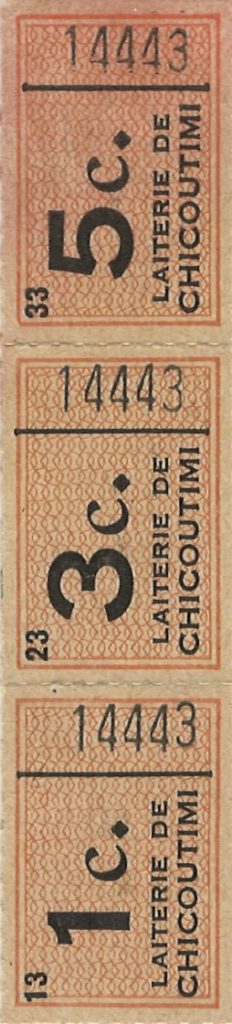 14443
5c.
LAITERIE DE
CHICOUTIMI
33
14443
3c.
LAITERIE DE
CHICOUTIMI
23
14443
1c.
LAITERIE DE
CHICOUTIMI
13